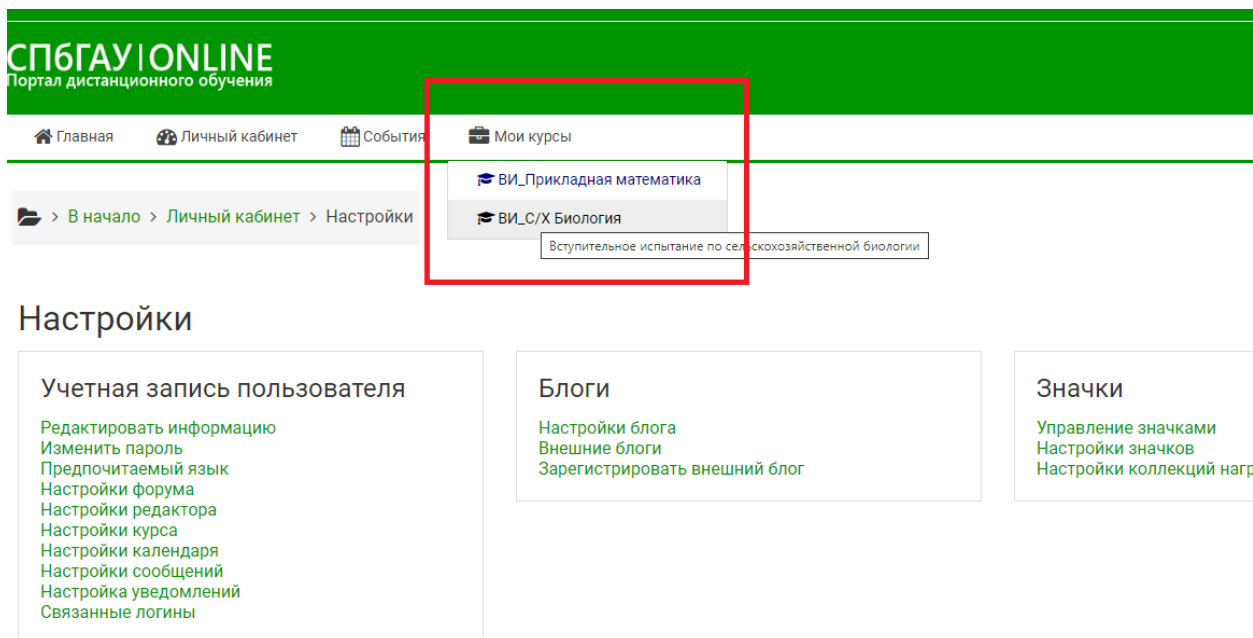 СПбГАУ|ONLINE
Портал дистанционного обучения
Главная Личный кабинет События Мои курсы
ВИ_Прикладная математика
> В начало > Личный кабинет > Настройки
ВИ_С/Х Биология
Вступительное испытание по сельскохозяйственной биологии
Настройки
Учетная запись пользователя
Редактировать информацию
Изменить пароль
Предпочитаемый язык
Настройки форума
Настройки редактора
Настройки курса
Настройки календаря
Настройки сообщений
Настройка уведомлений
Связанные логины
Блоги
Настройки блога
Внешние блоги
Зарегистрировать внешний блог
Значки
Управление значками
Настройки значков
Настройки коллекций